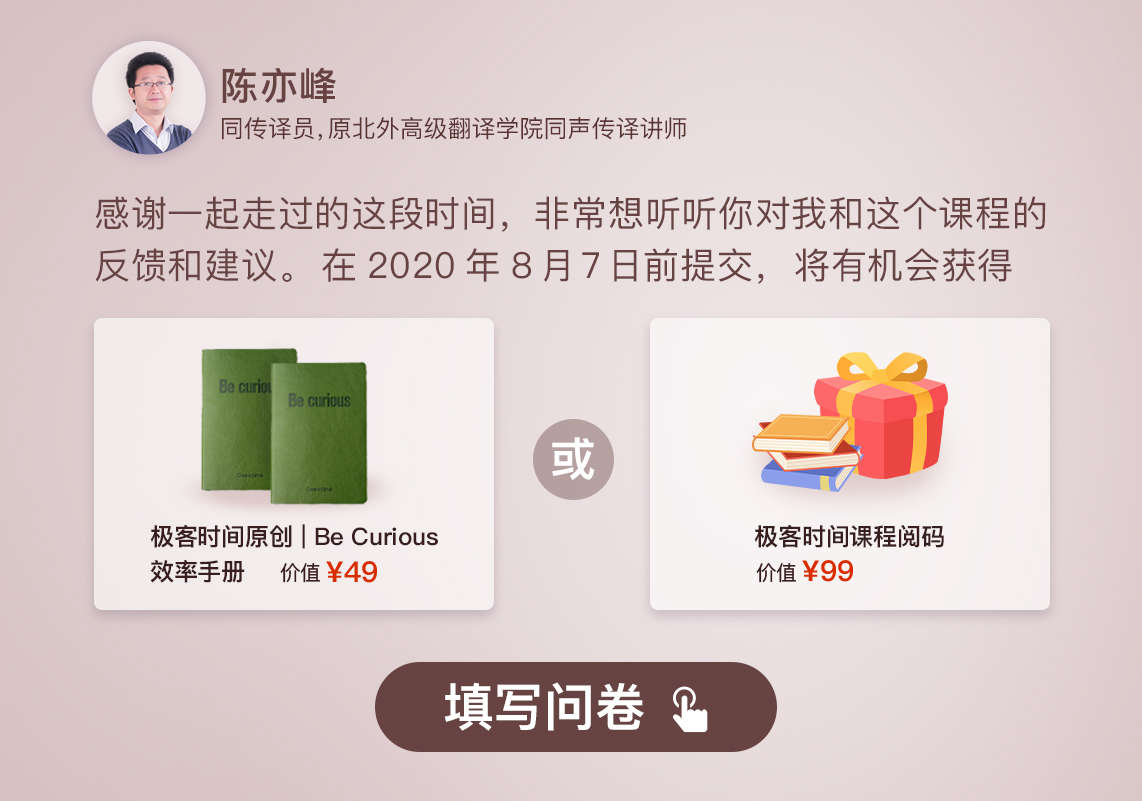 陈亦峰
同传译员,原北外高级翻译学院同声传译讲师
感谢一起走过的这段时间，非常想听听你对我和这个课程的
反馈和建议。在 2020 年 8 月 7 日前提交，将有机会获得
Be curious
Be curious
极客时间原创 | Be Curious
效率手册 价值 ¥49
或
极客时间课程阅码
价值 ¥99
填写问卷